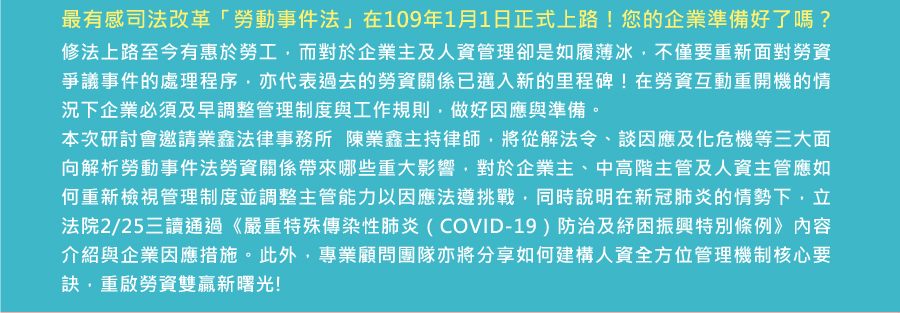 最有感司法改革「勞動事件法」在109年1月1日正式上路！您的企業準備好了嗎？
修法上路至今有惠於勞工，而對於企業主及人資管理卻是如履薄冰，不僅要重新面對勞資
爭議事件的處理程序，亦代表過去的勞資關係已邁入新的里程碑！在勞資互動重開機的情
況下企業必須及早調整管理制度與工作規則，做好因應與準備。
本次研討會邀請業鑫法律事務所 陳業鑫主持律師，將從解法令、談因應及化危機等三大面
向解析勞動事件法勞資關係帶來哪些重大影響，對於企業主、中高階主管及人資主管應如
何重新檢視管理制度並調整主管能力以因應法遵挑戰，同時說明在新冠肺炎的情勢下，立
法院2/25三讀通過《嚴重特殊傳染性肺炎（COVID-19）防治及紓困振興特別條例》內容
介紹與企業因應措施。此外，專業顧問團隊亦將分享如何建構人資全方位管理機制核心要
訣，重啟勞資雙贏新曙光!